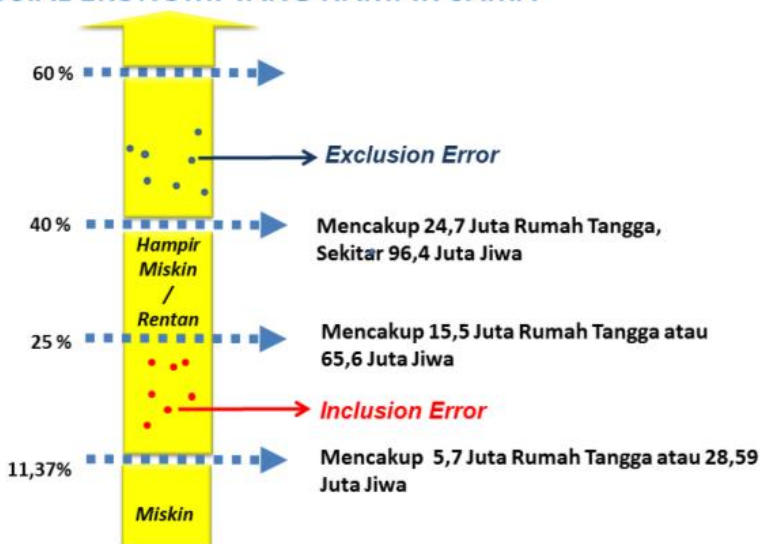 60 %
Exclusion Error
40 %
Mencakup 24,7 Juta Rumah Tangga,
Sekitar 96,4 Juta Jiwa
Hampir
Miskin
/
Rentan
25 %
Mencakup 15,5 Juta Rumah Tangga atau
65,6 Juta Jiwa
Inclusion Error
11,37%
Mencakup 5,7 Juta Rumah Tangga atau 28,59
Juta Jiwa
Miskin